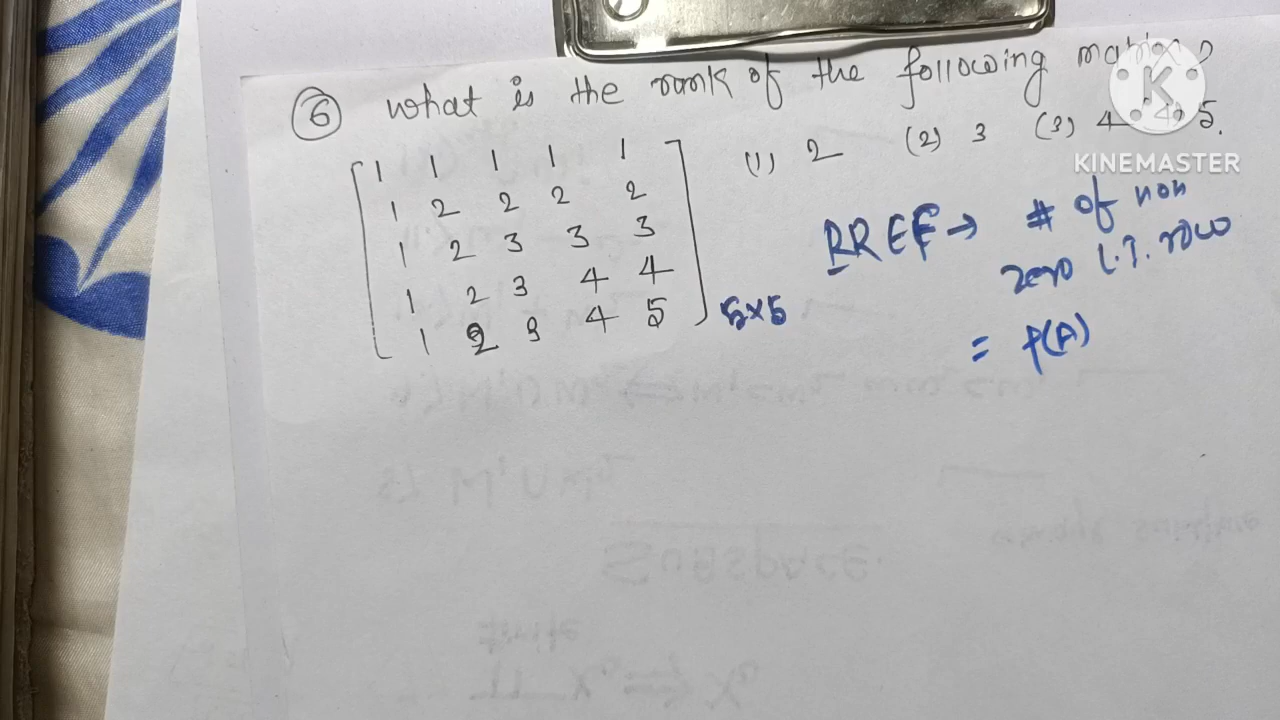 6 What is the rank of the following
(1) 2 (2) 3 (3) 4 5.
1 1 1 1 1
1 2 2 2 2
1 2 3 3 3
1 2 3 4 4
1 2 3 4 5
5×5
RREF → # of non
zero L.I. row
= ρ(A)
K
KINEMASTER